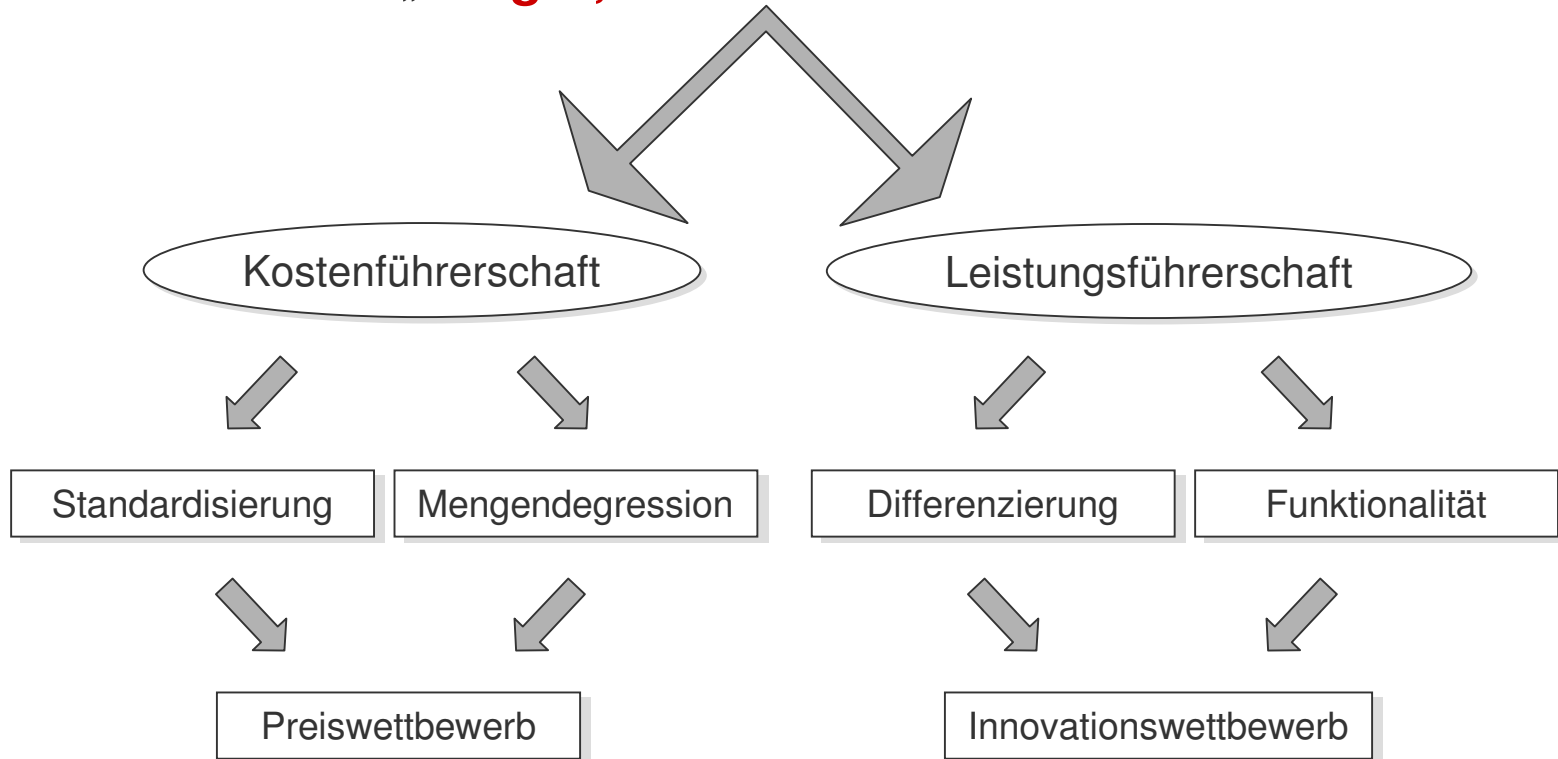 Kostenführerschaft Leistungsführerschaft
Standardisierung Mengendegression Differenzierung Funktionalität
Preiswettbewerb Innovationswettbewerb